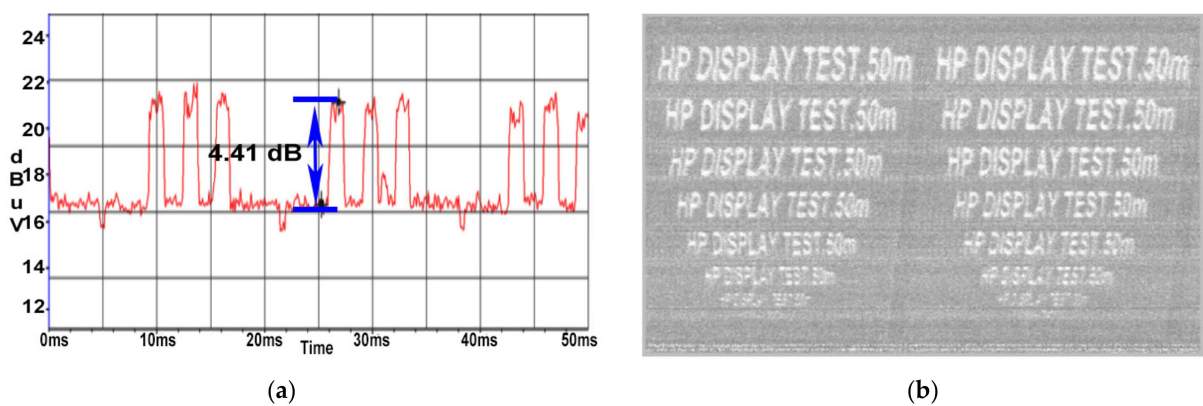 24
22
20
18
16
14
12
dBuV
4.41 dB
0ms 10ms 20ms 30ms 40ms 50ms
Time
(a)
HP DISPLAY TEST.50m HP DISPLAY TEST.50m
HP DISPLAY TEST.50m HP DISPLAY TEST.50m
HP DISPLAY TEST.50m HP DISPLAY TEST.50m
HP DISPLAY TEST.50m HP DISPLAY TEST.50m
HP DISPLAY TEST.50m HP DISPLAY TEST.50m
HP DISPLAY TEST.50m HP DISPLAY TEST.50m
(b)